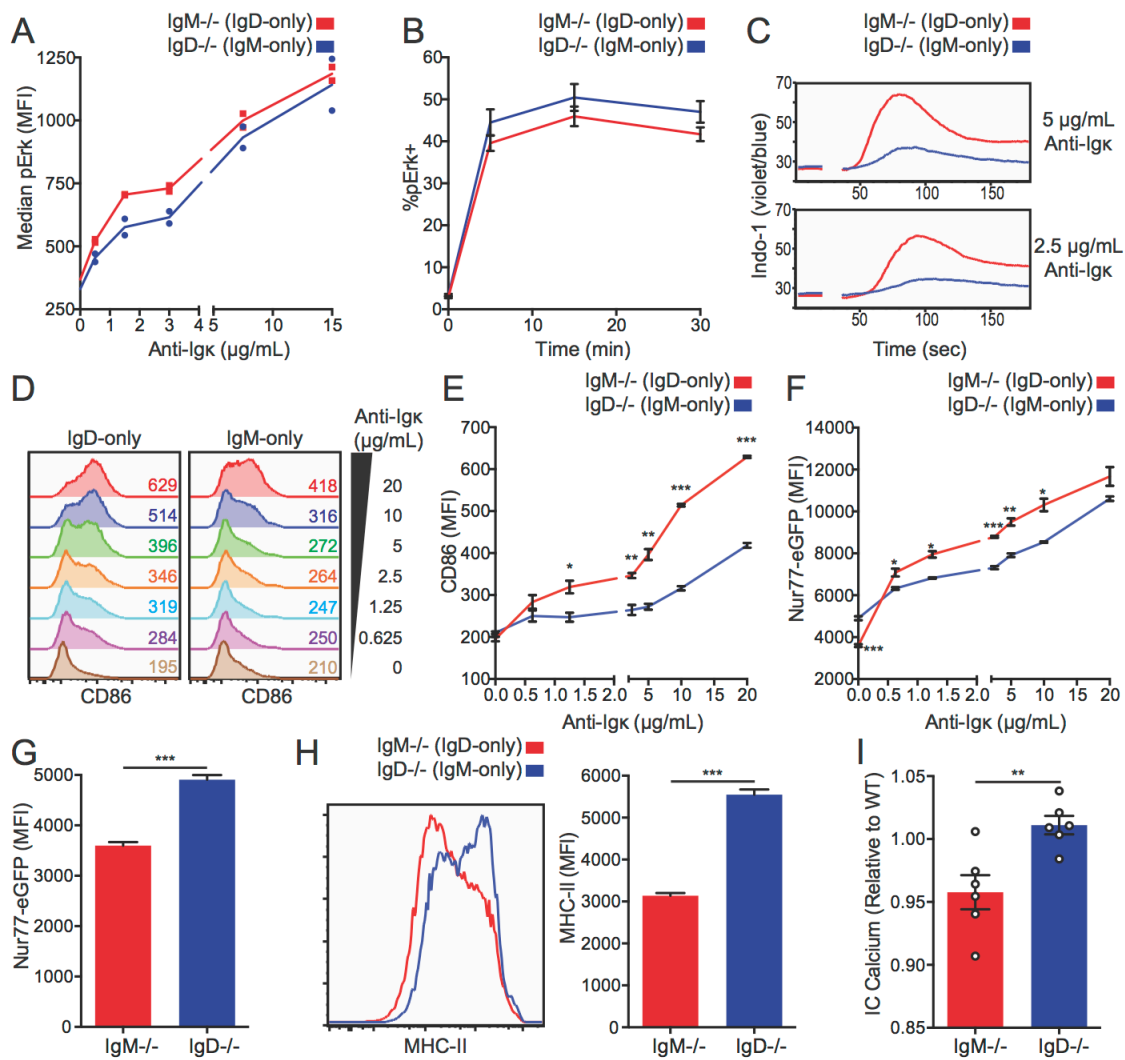 A
IgM-/- (IgD-only)
IgD-/- (IgM-only)
Median pErk (MFI)
1250
1000
750
500
250
0 1 2 3 4 5 10 15
Anti-Igκ (µg/mL)
B
IgM-/- (IgD-only)
IgD-/- (IgM-only)
%pErk+
60
50
40
30
20
10
0
0 10 20 30
Time (min)
C
IgM-/- (IgD-only)
IgD-/- (IgM-only)
Indo-1 (violet/blue)
70
50
30
50 100 150
5 µg/mL
Anti-Igκ
70
50
30
50 100 150
2.5 µg/mL
Anti-Igκ
Time (sec)
D
IgD-only IgM-only
Anti-Igκ
(µg/mL)
629 418 20
514 316 10
396 272 5
346 264 2.5
319 247 1.25
284 250 0.625
195 210 0
CD86 CD86
E
IgM-/- (IgD-only)
IgD-/- (IgM-only)
CD86 (MFI)
700
600
500
400
300
200
100
* ** ** *** ***
0.0 0.5 1.0 1.5 2.0 5 10 20
Anti-Igκ (µg/mL)
F
IgM-/- (IgD-only)
IgD-/- (IgM-only)
Nur77-eGFP (MFI)
14000
12000
10000
8000
6000
4000
2000
*** * * *** ** *
0.0 0.5 1.0 1.5 2.0 5 10 20
Anti-Igκ (µg/mL)
G
Nur77-eGFP (MFI)
5000
4000
3000
2000
1000
0
***
IgM-/- IgD-/-
H
IgM-/- (IgD-only)
IgD-/- (IgM-only)
MHC-II
MHC-II (MFI)
6000
5000
4000
3000
2000
1000
0
***
IgM-/- IgD-/-
I
IC Calcium (Relative to WT)
1.05
1.00
0.95
0.90
0.85
**
IgM-/- IgD-/-